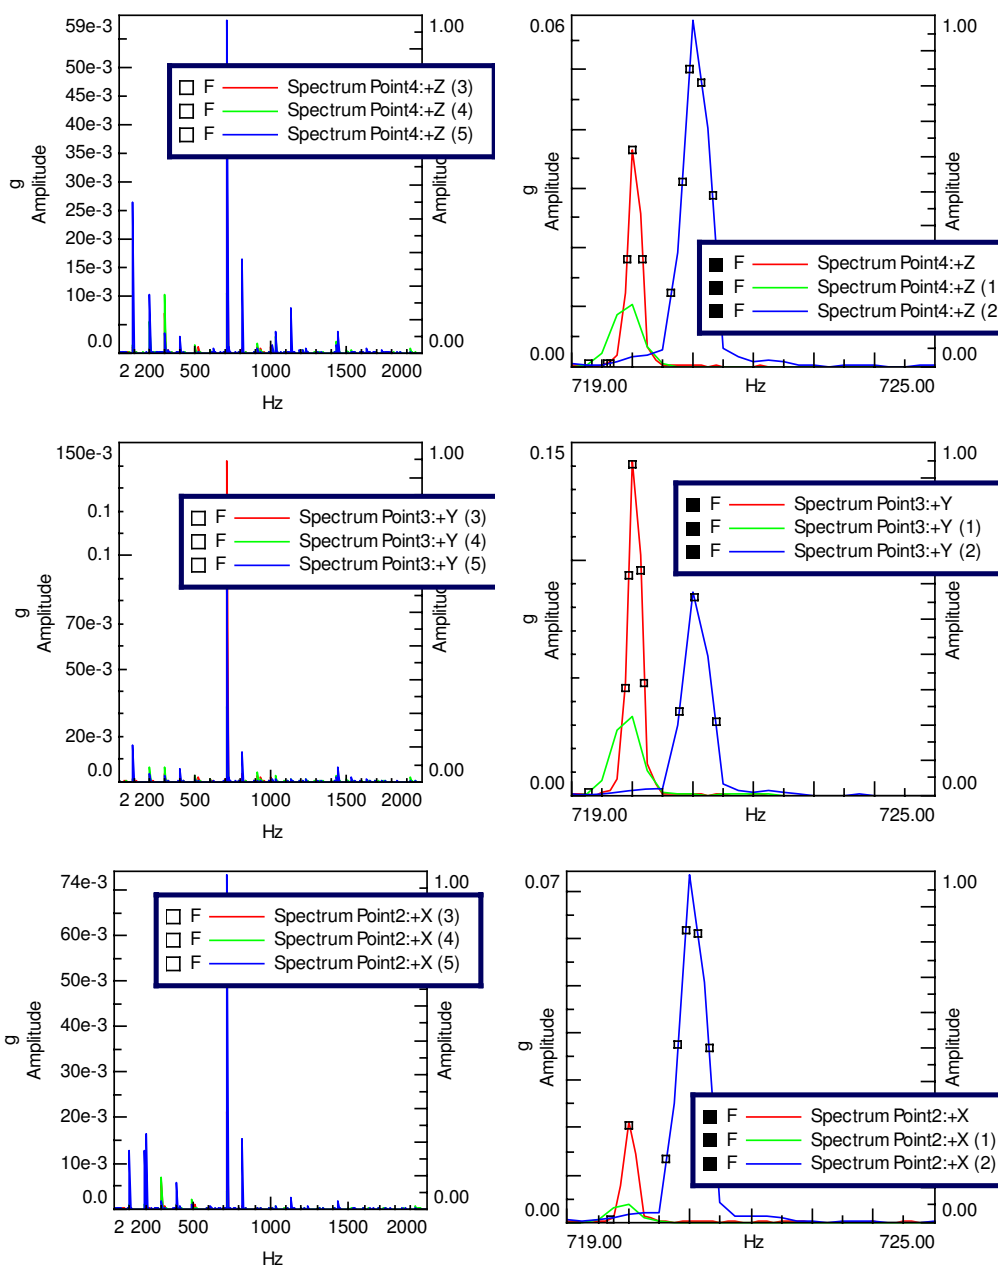 59e-3
50e-3
45e-3
40e-3
35e-3
30e-3
25e-3
20e-3
15e-3
10e-3
0.0
g
Amplitude
1.00
0.00
Amplitude
F Spectrum Point4:+Z (3)
F Spectrum Point4:+Z (4)
F Spectrum Point4:+Z (5)
2 200 500 1000 1500 2000
Hz
0.06
0.00
g
Amplitude
1.00
0.00
Amplitude
F Spectrum Point4:+Z
F Spectrum Point4:+Z (1
F Spectrum Point4:+Z (2
719.00 Hz 725.00
150e-3
0.1
0.1
70e-3
50e-3
20e-3
0.0
g
Amplitude
1.00
0.00
Amplitude
F Spectrum Point3:+Y (3)
F Spectrum Point3:+Y (4)
F Spectrum Point3:+Y (5)
2 200 500 1000 1500 2000
Hz
0.15
0.00
g
Amplitude
1.00
0.00
Amplitude
F Spectrum Point3:+Y
F Spectrum Point3:+Y (1)
F Spectrum Point3:+Y (2)
719.00 Hz 725.00
74e-3
60e-3
50e-3
40e-3
30e-3
20e-3
10e-3
0.0
g
Amplitude
1.00
0.00
Amplitude
F Spectrum Point2:+X (3)
F Spectrum Point2:+X (4)
F Spectrum Point2:+X (5)
2 200 500 1000 1500 2000
Hz
0.07
0.00
g
Amplitude
1.00
0.00
Amplitude
F Spectrum Point2:+X
F Spectrum Point2:+X (1)
F Spectrum Point2:+X (2)
719.00 Hz 725.00